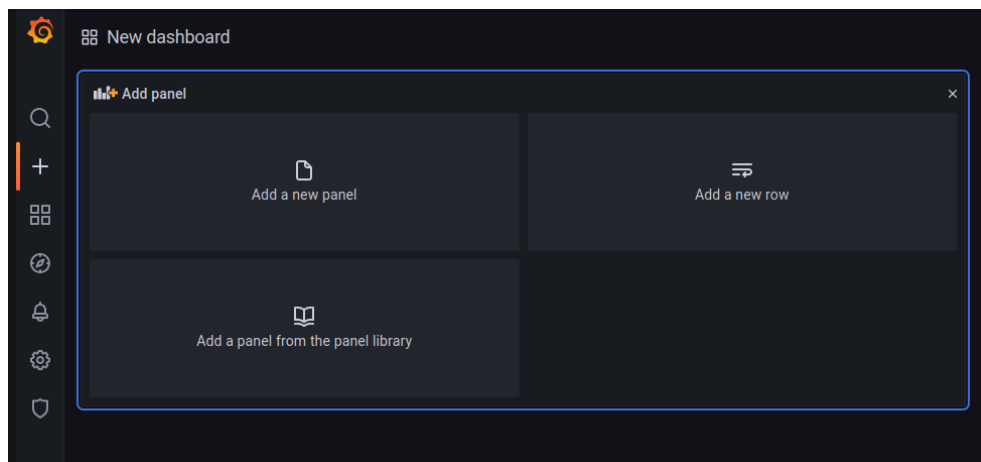 New dashboard
Add panel
Add a new panel
Add a new row
Add a panel from the panel library